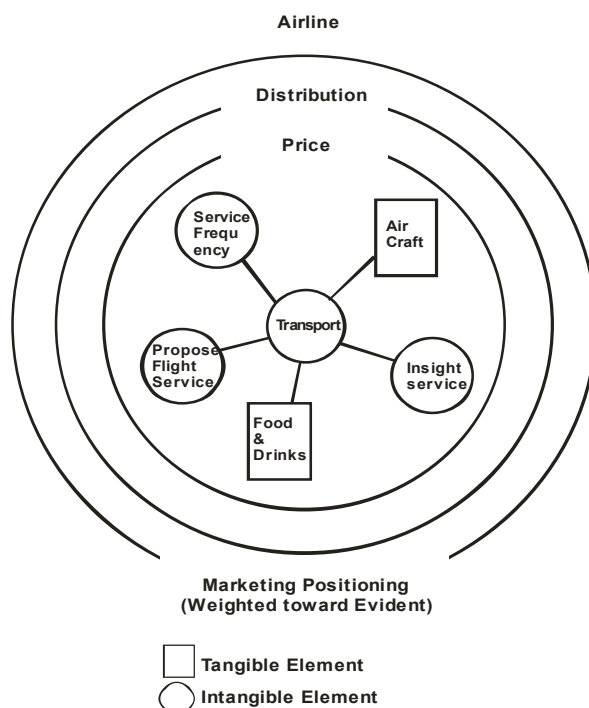 Airline
Distribution
Price
Service
Frequ
ency
Air
Craft
Transport
Propose
Flight
Service
Insight
service
Food
&
Drinks
Marketing Positioning
(Weighted toward Evident)
Tangible Element
Intangible Element